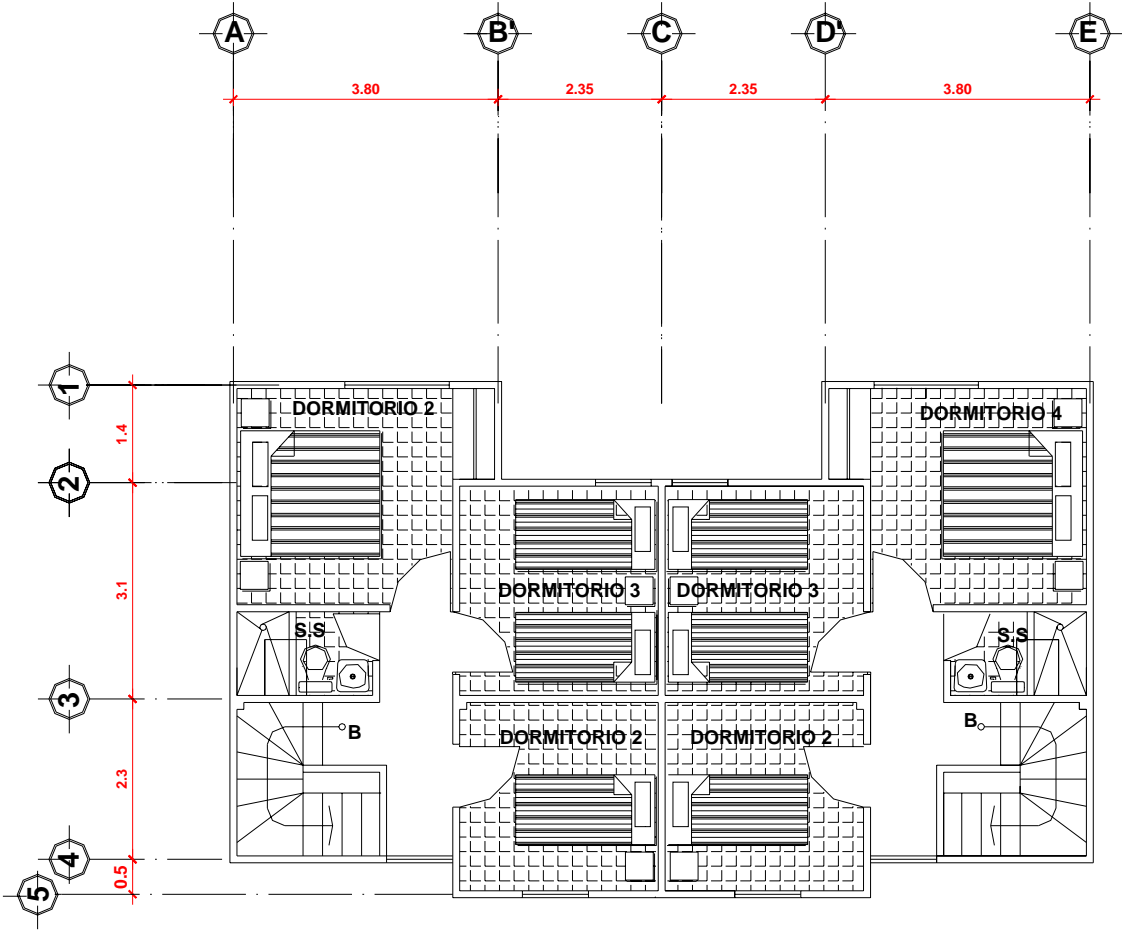 A B' C D' E
3.80 2.35 2.35 3.80
1
DORMITORIO 2
DORMITORIO 4
1.4
2
3.1
DORMITORIO 3
DORMITORIO 3
S.S
S.S
3
B
B
DORMITORIO 2
DORMITORIO 2
2.3
4
0.5
5